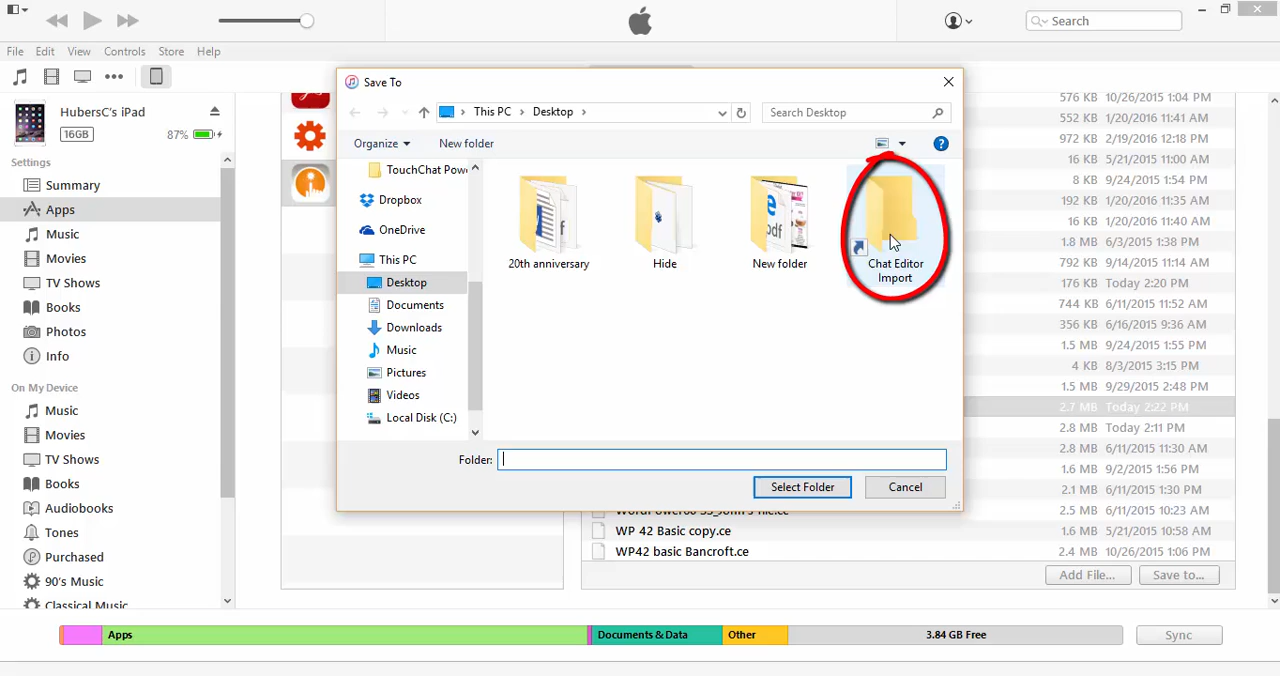 Search
File Edit View Controls Store Help
HubersC's iPad
16GB
87%
Settings
Summary
Apps
Music
Movies
TV Shows
Books
Photos
Info
On My Device
Music
Movies
TV Shows
Books
Audiobooks
Tones
Purchased
90's Music
Classical Music
Save To
This PC
Desktop
Search Desktop
Organize
New folder
TouchChat Pow
Dropbox
OneDrive
This PC
Desktop
Documents
Downloads
Music
Pictures
Videos
Local Disk (C:)
20th anniversary
Hide
New folder
Chat Editor
Import
Folder:
Select Folder
Cancel
576 KB 10/26/2015 1:04 PM
552 KB 1/20/2016 11:41 AM
972 KB 2/19/2016 12:18 PM
16 KB 5/21/2015 11:00 AM
8 KB 9/24/2015 1:54 PM
192 KB 1/20/2016 11:35 AM
16 KB 1/20/2016 11:40 AM
1.8 MB 6/3/2015 1:38 PM
792 KB 9/14/2015 11:14 AM
176 KB Today 2:20 PM
744 KB 6/11/2015 11:52 AM
356 KB 6/16/2015 9:36 AM
1.5 MB 9/24/2015 1:55 PM
4 KB 8/3/2015 3:15 PM
1.5 MB 9/29/2015 2:48 PM
2.7 MB Today 2:22 PM
2.8 MB Today 2:11 PM
2.8 MB 6/11/2015 11:30 AM
1.6 MB 9/2/2015 1:56 PM
2.1 MB 6/11/2015 1:30 PM
2.5 MB 6/11/2015 10:23 AM
WP 42 Basic copy.ce 1.6 MB 5/21/2015 10:58 AM
WP42 basic Bancroft.ce 2.4 MB 10/26/2015 1:06 PM
Add File... Save to...
Apps
Documents & Data
Other
3.84 GB Free
Sync